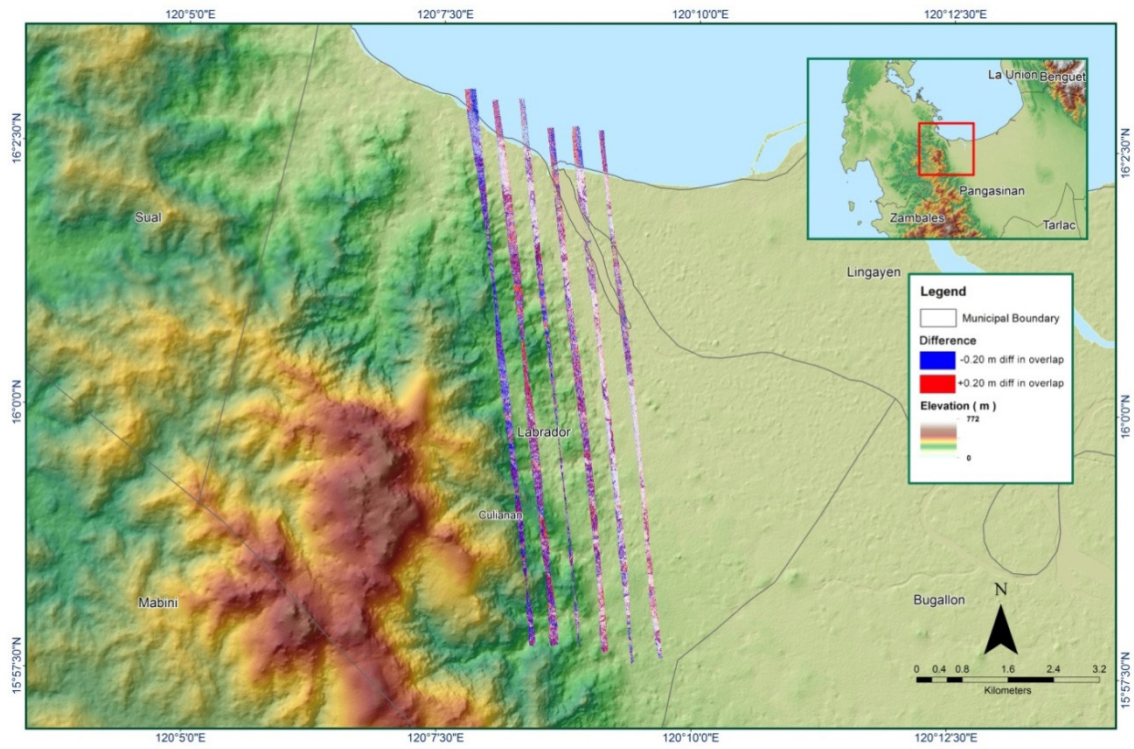 120°5'0"E
120°7'30"E
120°10'0"E
120°12'30"E
16°2'30"N
16°2'30"N
La Union
Benguet
Pangasinan
Zambales
Tarlac
Sual
Lingayen
Legend
Municipal Boundary
Difference
-0.20 m diff in overlap
+0.20 m diff in overlap
Elevation ( m )
772
0
16°0'0"N
16°0'0"N
Labrador
Culianan
Mabini
Bugallon
N
0 0.4 0.8 1.6 2.4 3.2
Kilometers
15°57'30"N
15°57'30"N
120°5'0"E
120°7'30"E
120°10'0"E
120°12'30"E